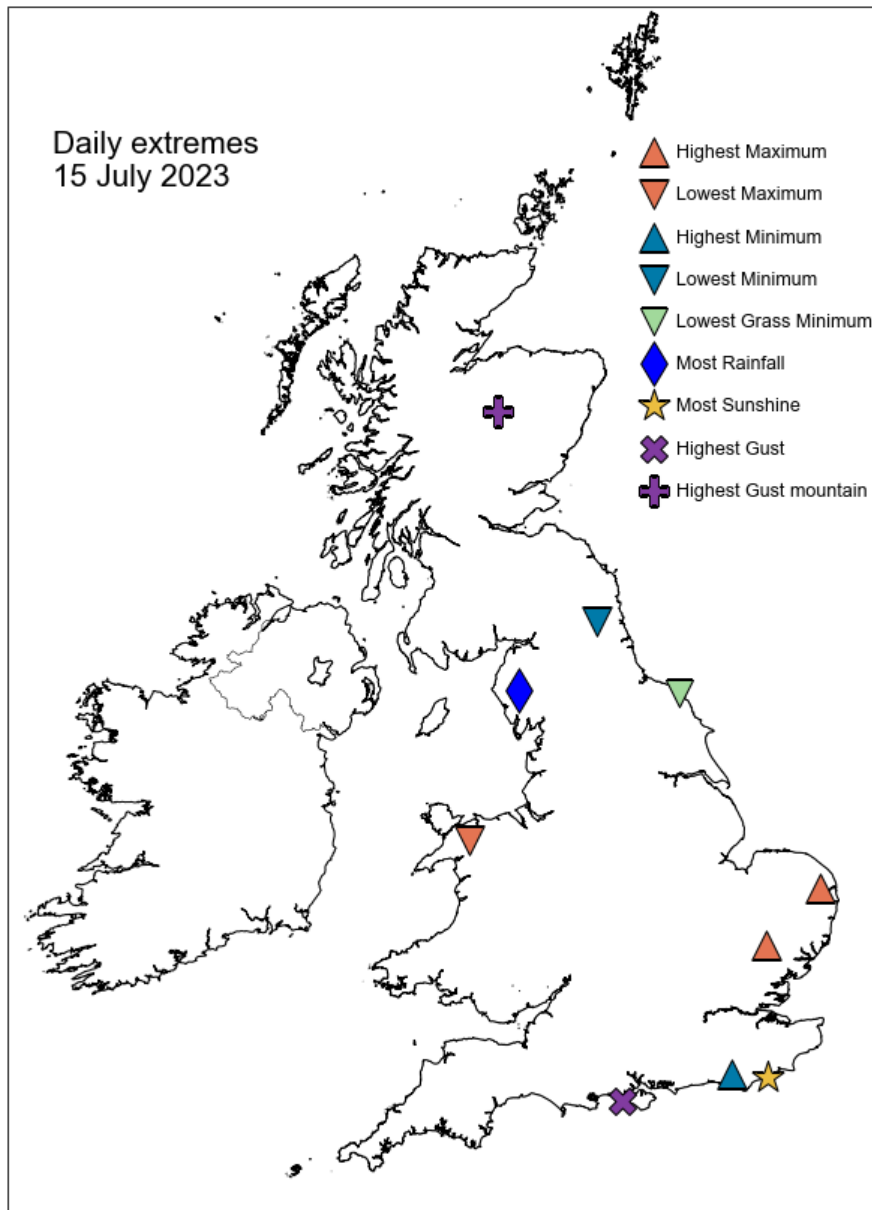 Daily extremes
15 July 2023
Highest Maximum
Lowest Maximum
Highest Minimum
Lowest Minimum
Lowest Grass Minimum
Most Rainfall
Most Sunshine
Highest Gust
Highest Gust mountain